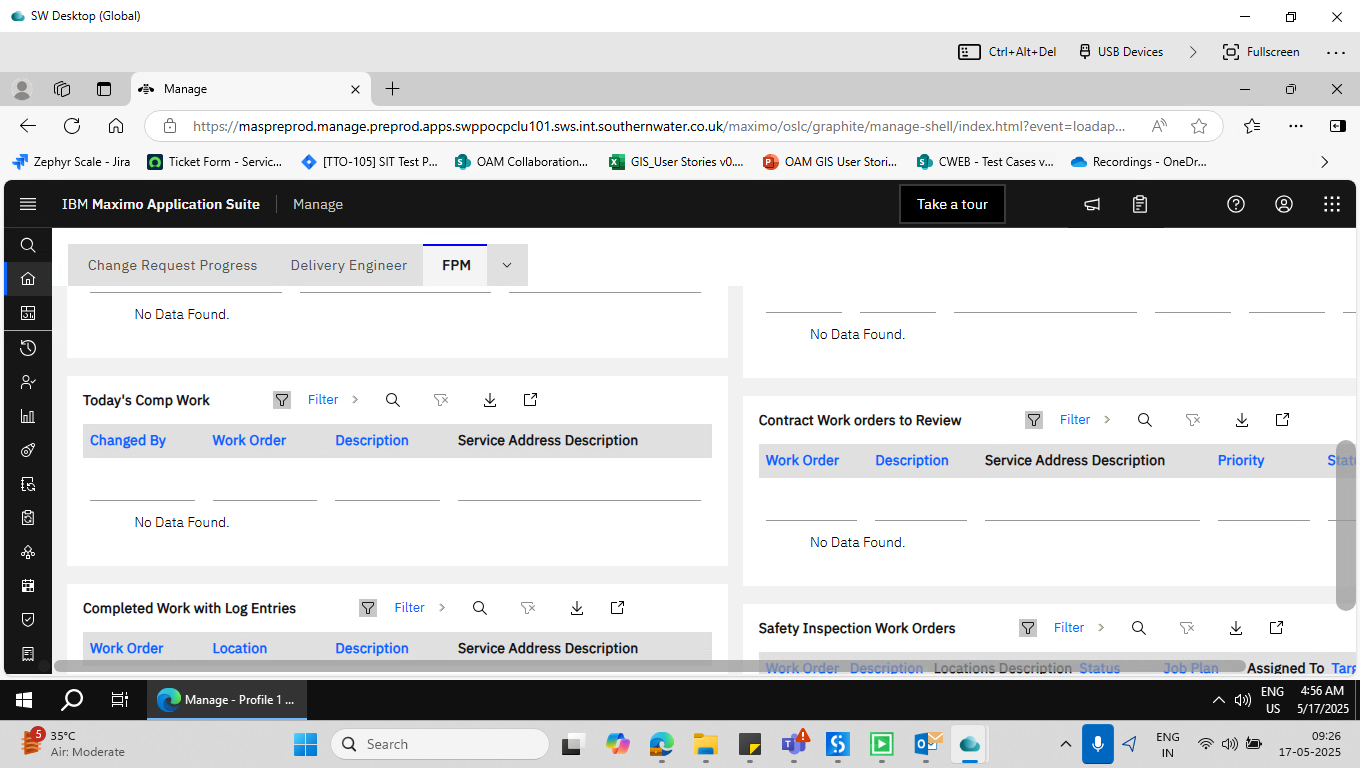 SW Desktop (Global)
Ctrl+Alt+Del
USB Devices
Fullscreen
Manage
https://maspreprod.manage.preprod.apps.swppocpclu101.sws.int.southernwater.co.uk/maximo/oslc/graphite/manage-shell/index.html?event=loadap...
Zephyr Scale - Jira
Ticket Form - Servic...
[TTO-105] SIT Test P...
OAM Collaboration...
GIS_User Stories v0....
OAM GIS User Stori...
CWEB - Test Cases v...
Recordings - OneDr...
IBM Maximo Application Suite
Manage
Take a tour
Change Request Progress
Delivery Engineer
FPM
No Data Found.
No Data Found.
Today's Comp Work
Filter
Changed By Work Order Description Service Address Description
No Data Found.
Contract Work orders to Review
Filter
Work Order Description Service Address Description Priority Statu
No Data Found.
Completed Work with Log Entries
Filter
Work Order Location Description Service Address Description
Safety Inspection Work Orders
Filter
Work Order Description Locations Description Status Job Plan Assigned To Targ
Manage - Profile 1 ...
ENG
US
4:56 AM
5/17/2025
5
35°C
Air: Moderate
Search
ENG
IN
09:26
17-05-2025